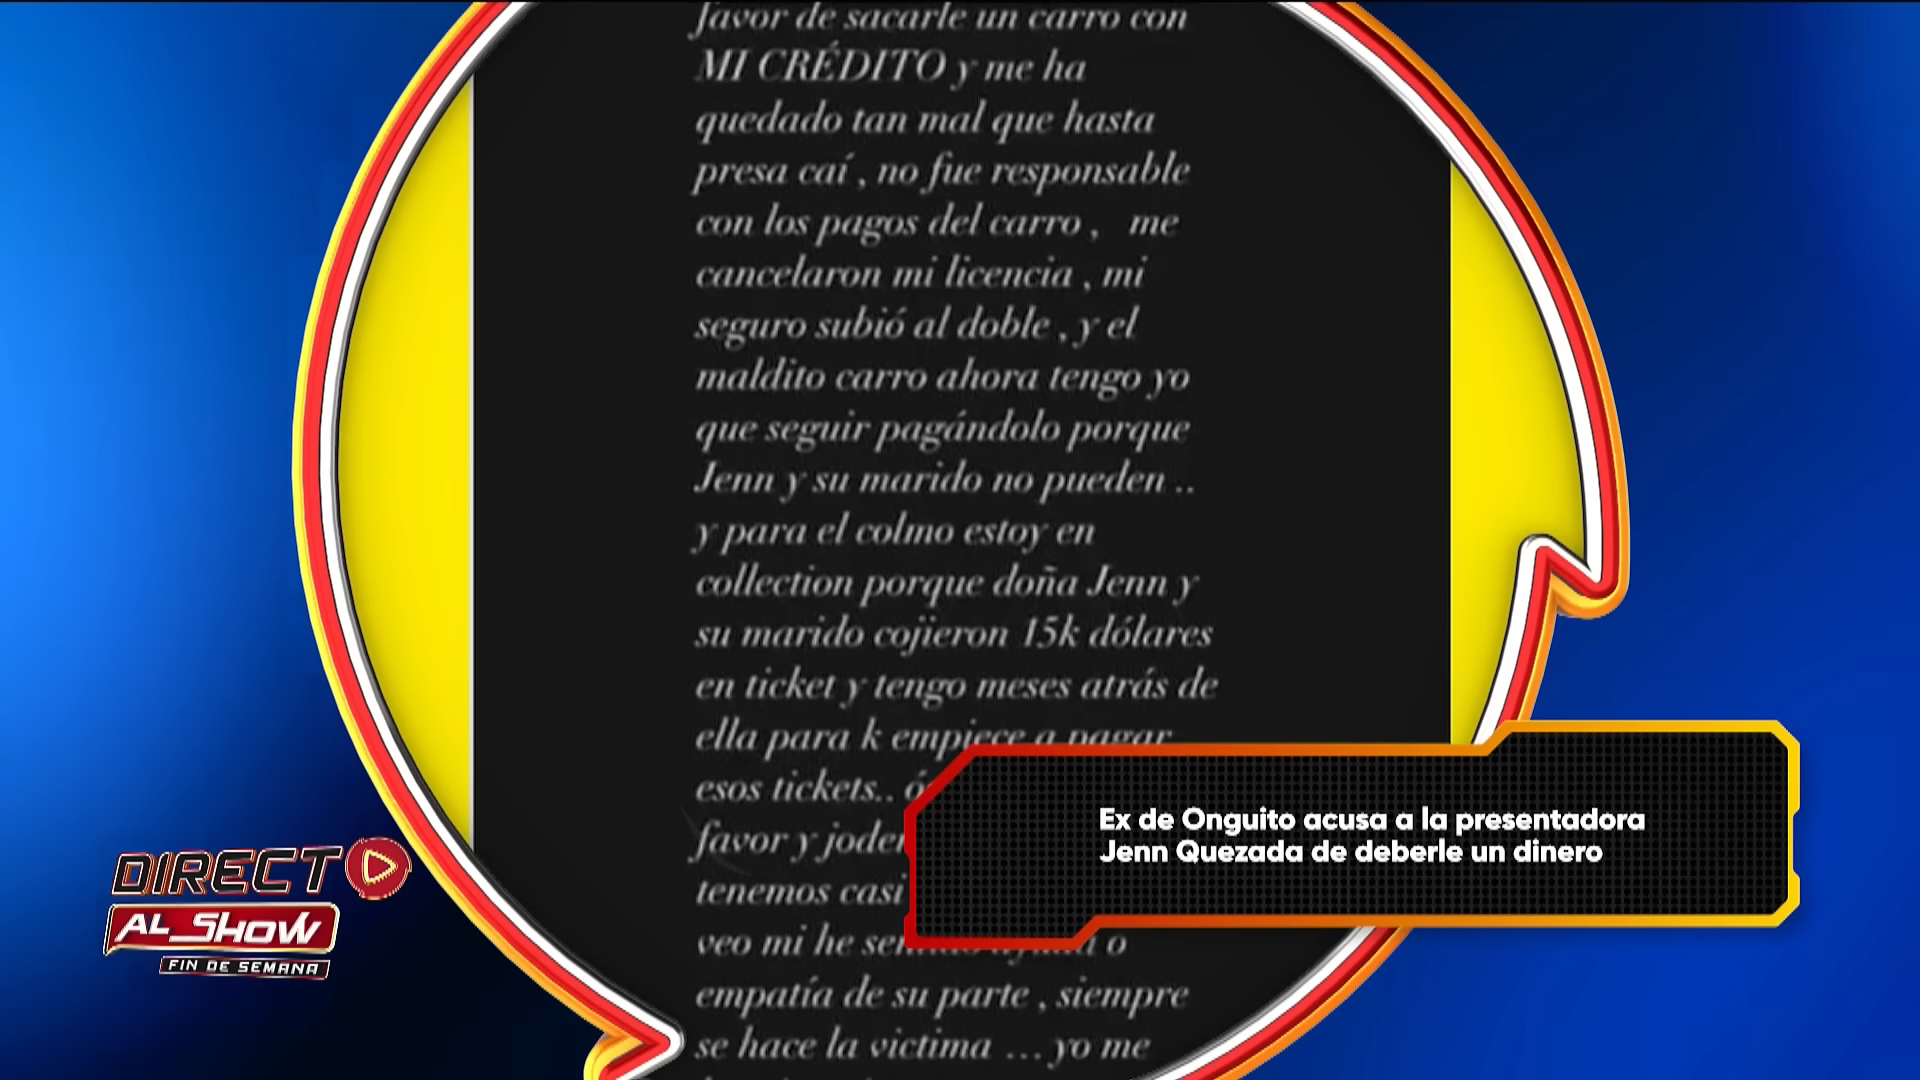 favor de sacarle un carro con
MI CRÉDITO y me ha
quedado tan mal que hasta
presa caí , no fue responsable
con los pagos del carro , me
cancelaron mi licencia , mi
seguro subió al doble , y el
maldito carro ahora tengo yo
que seguir pagándolo porque
Jenn y su marido no pueden ..
y para el colmo estoy en
collection porque doña Jenn y
su marido cojieron 15k dólares
en ticket y tengo meses atrás de
ella para k empiece a pagar
esos tickets..
favor y
tenemos casi
veo mi he o
empatía de su parte , siempre
se hace la victima ... yo me
Ex de Onguito acusa a la presentadora
Jenn Quezada de deberle un dinero
DIRECT
AL SHOW
FIN DE SEMANA